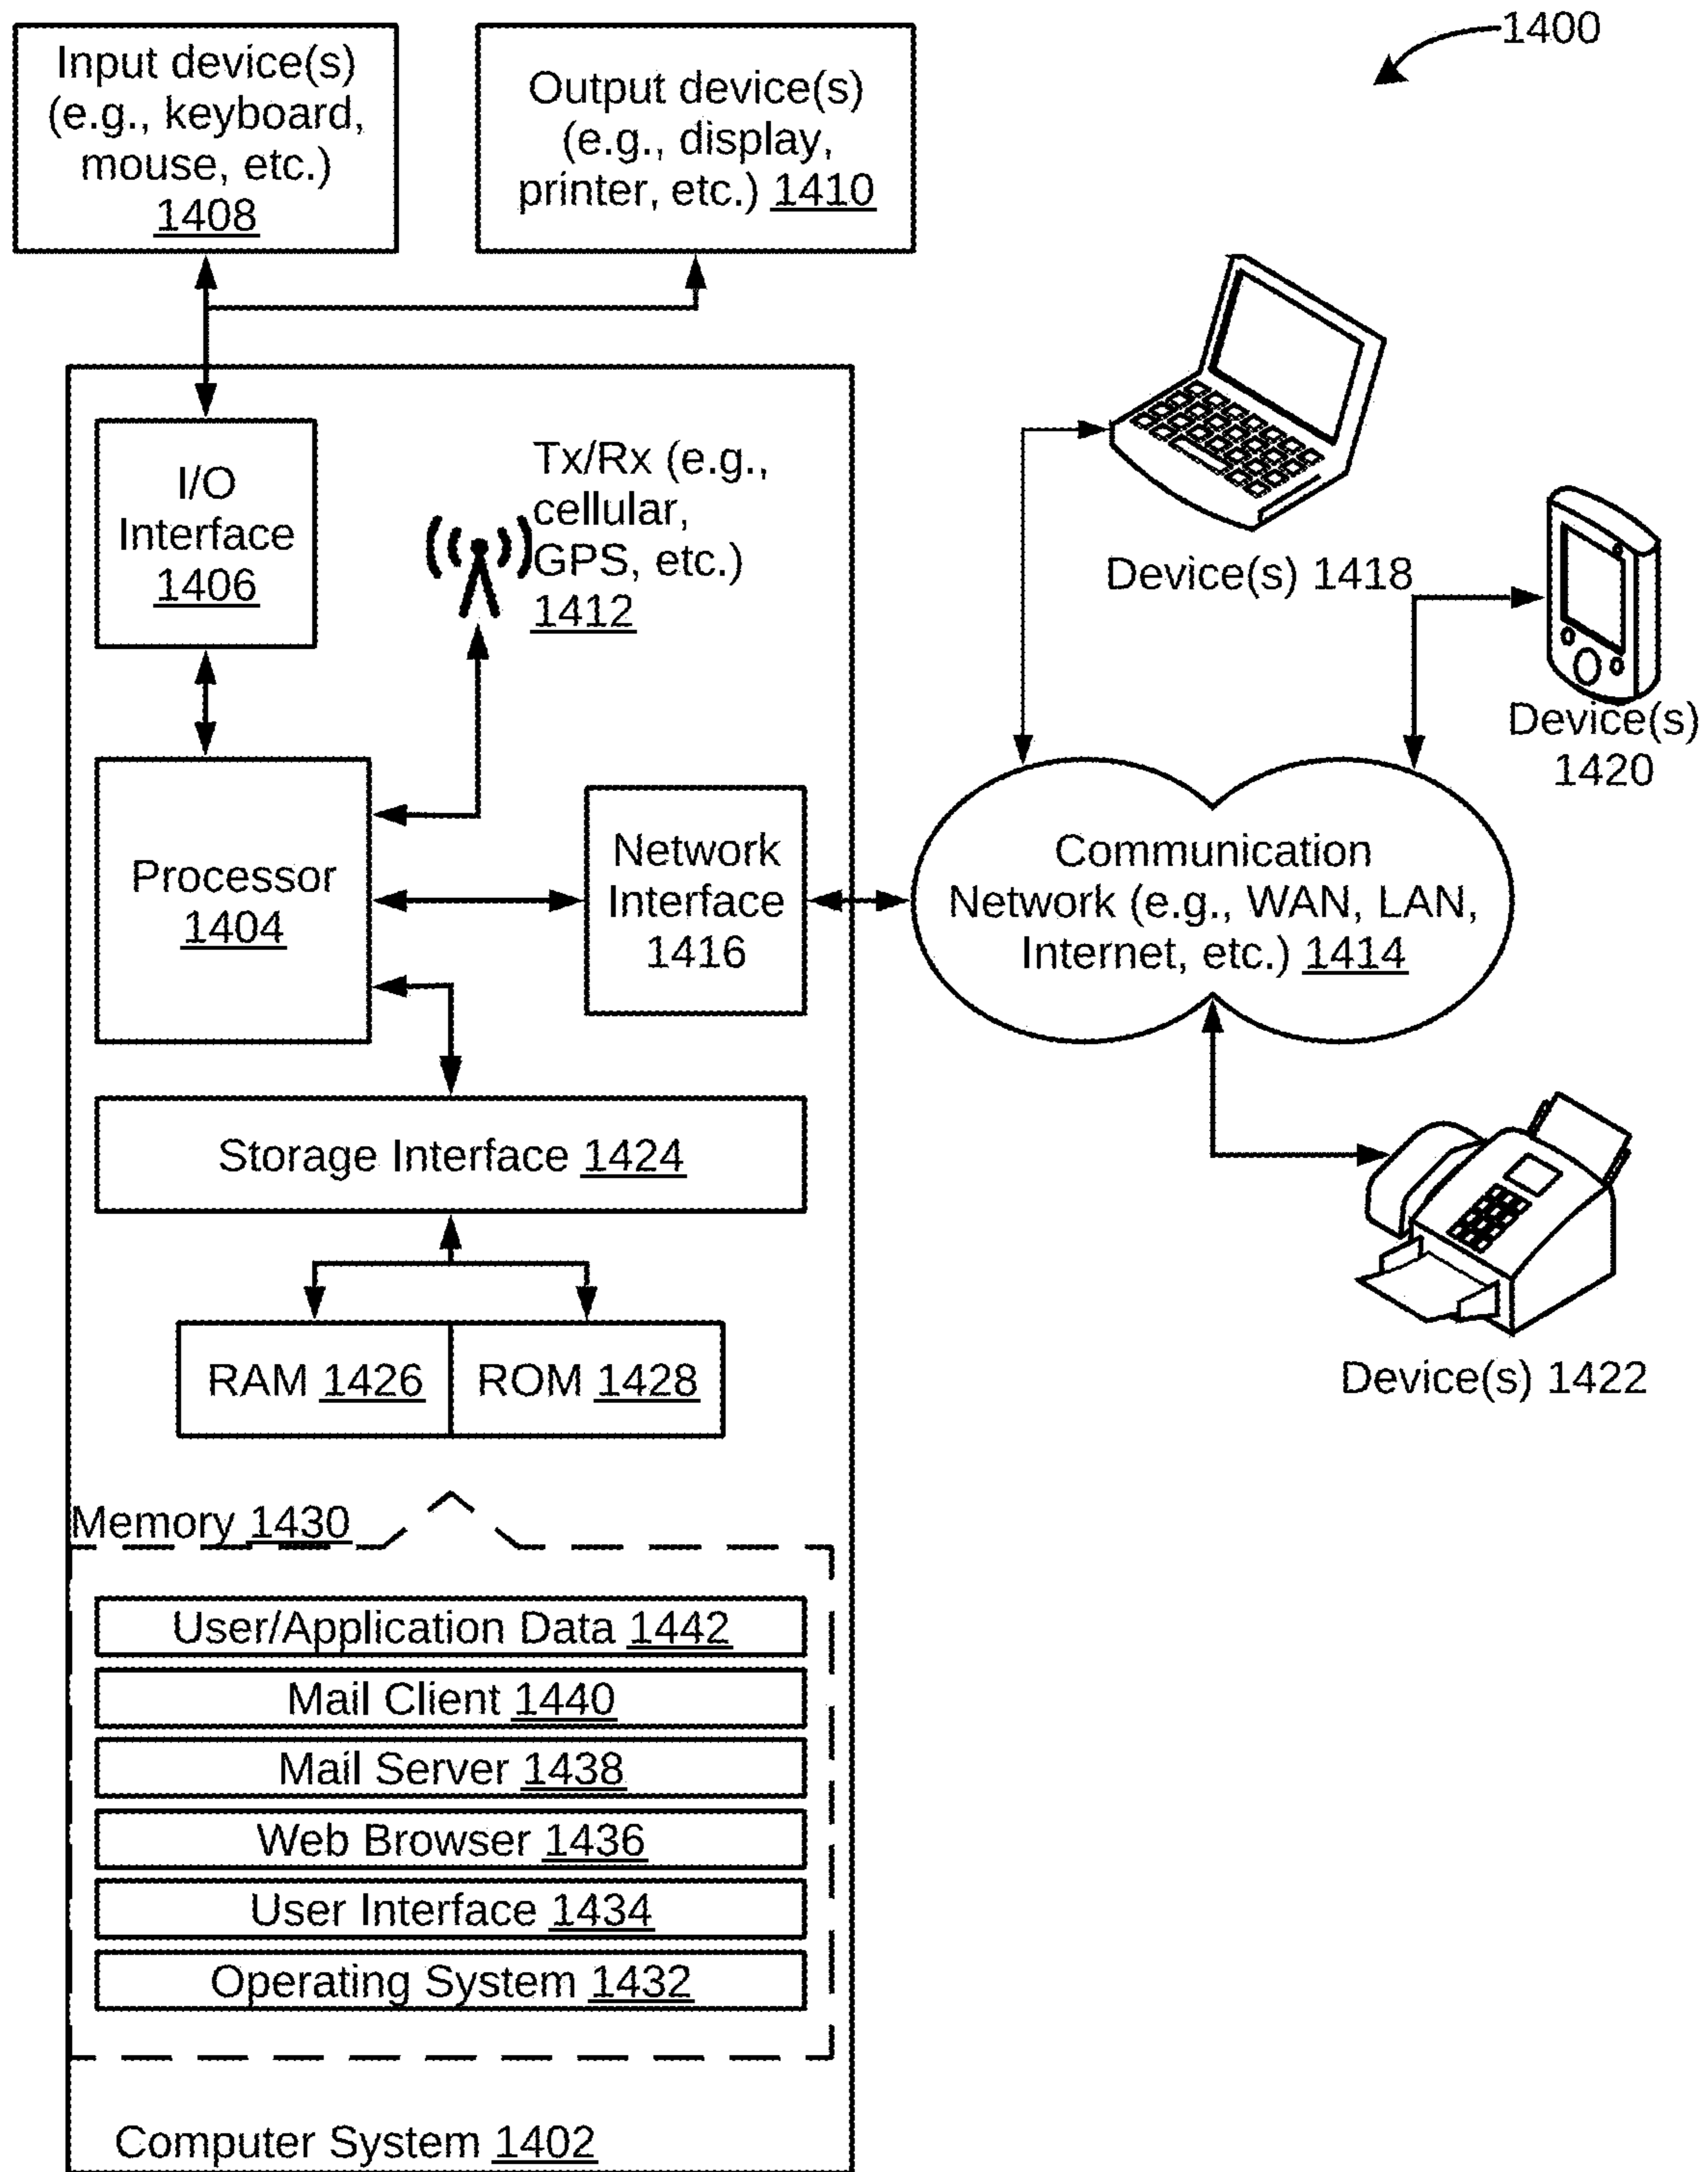 1400
Input device(s)
(e.g., keyboard,
mouse, etc.)
1408
Output device(s)
(e.g., display,
printer, etc.) 1410
I/O
Interface
1406
Tx/Rx (e.g.,
cellular,
GPS, etc.)
1412
Device(s) 1418
Device(s)
1420
Processor
1404
Network
Interface
1416
Communication
Network (e.g., WAN, LAN,
Internet, etc.) 1414
Storage Interface 1424
RAM 1426
ROM 1428
Device(s) 1422
Memory 1430
User/Application Data 1442
Mail Client 1440
Mail Server 1438
Web Browser 1436
User Interface 1434
Operating System 1432
Computer System 1402